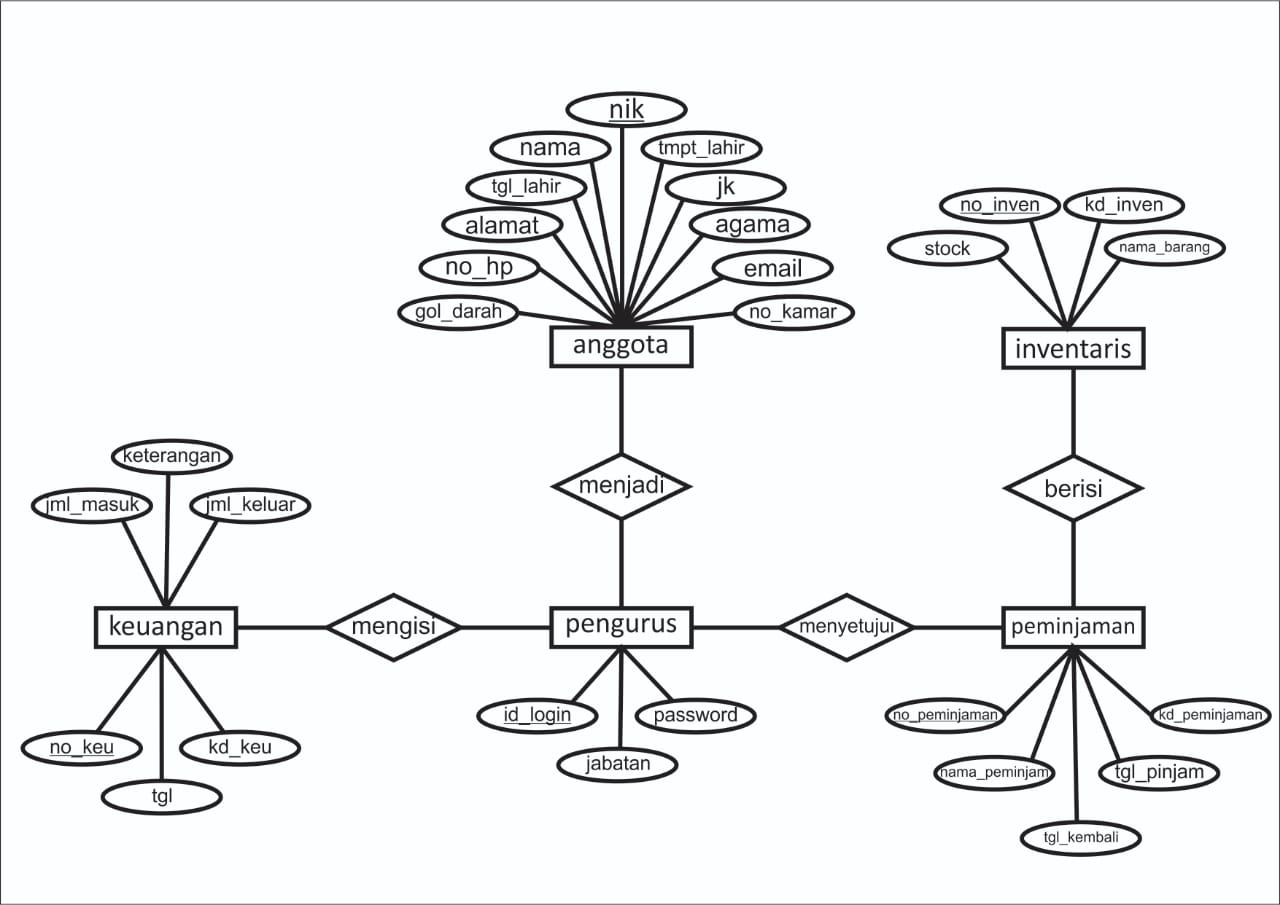 nik
nama
tmpt_lahir
tgl_lahir
jk
alamat
agama
no_hp
email
gol_darah
no_kamar
anggota
no_inven
kd_inven
stock
nama_barang
inventaris
menjadi
berisi
keterangan
jml_masuk
jml_keluar
keuangan
mengisi
pengurus
menyetujui
peminjaman
no_keu
kd_keu
tgl
id_login
password
jabatan
no_peminjaman
kd_peminjaman
nama_peminjam
tgl_pinjam
tgl_kembali